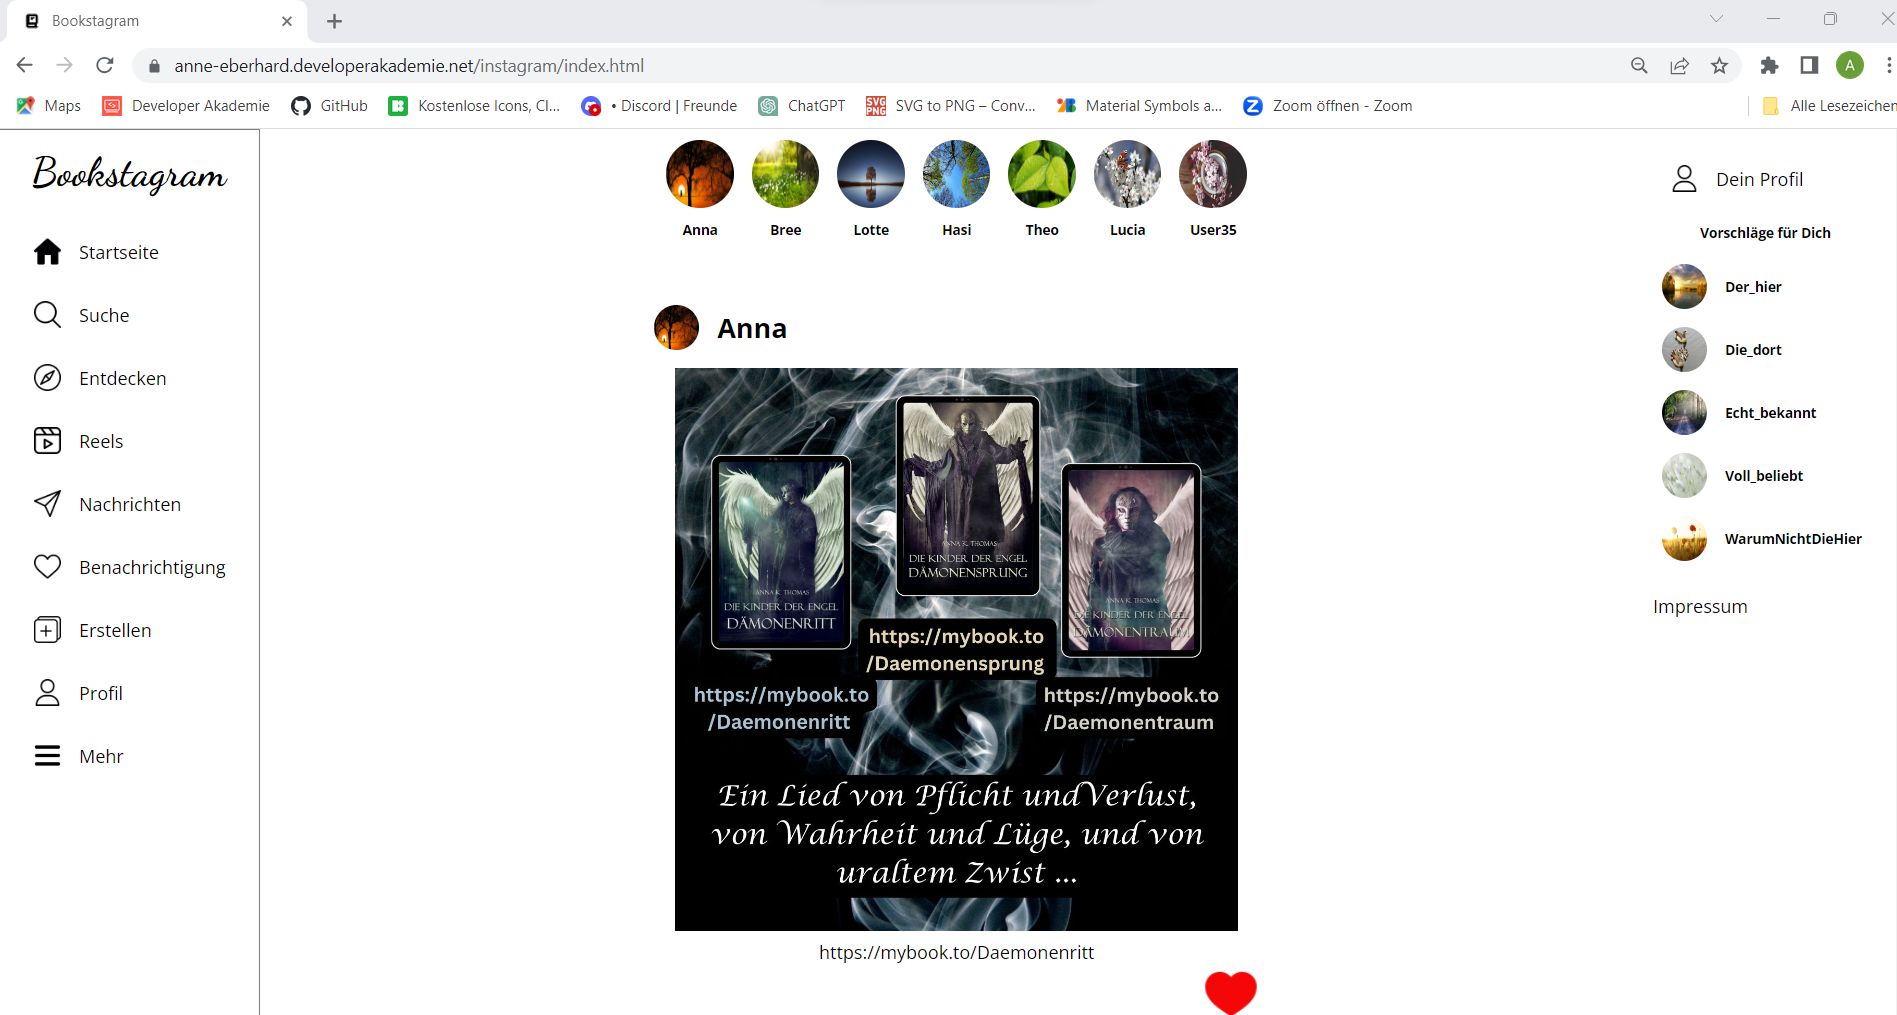 Bookstagram
anne-eberhard.developerakademie.net/instagram/index.html
A
Maps
Developer Akademie
GitHub
Kostenlose Icons, Cl...
• Discord | Freunde
ChatGPT
SVG PNG
SVG to PNG – Conv...
Material Symbols a...
Zoom öffnen - Zoom
Alle Lesezeichen
Bookstagram
Startseite
Suche
Entdecken
Reels
Nachrichten
Benachrichtigung
Erstellen
Profil
Mehr
Anna
Bree
Lotte
Hasi
Theo
Lucia
User35
Anna
ANNA K. THOMAS
DIE KINDER DER ENGEL
DÄMONENRITT
ANNA K. THOMAS
DIE KINDER DER ENGEL
DÄMONENSPRUNG
ANNA K. THOMAS
DIE KINDER DER ENGEL
DÄMONENTRAUM
https://mybook.to
/Daemonensprung
https://mybook.to
/Daemonenritt
https://mybook.to
/Daemonentraum
Ein Lied von Pflicht undVerlust,
von Wahrheit und Lüge, und von
uraltem Zwist ...
https://mybook.to/Daemonenritt
Dein Profil
Vorschläge für Dich
Der_hier
Die_dort
Echt_bekannt
Voll_beliebt
WarumNichtDieHier
Impressum